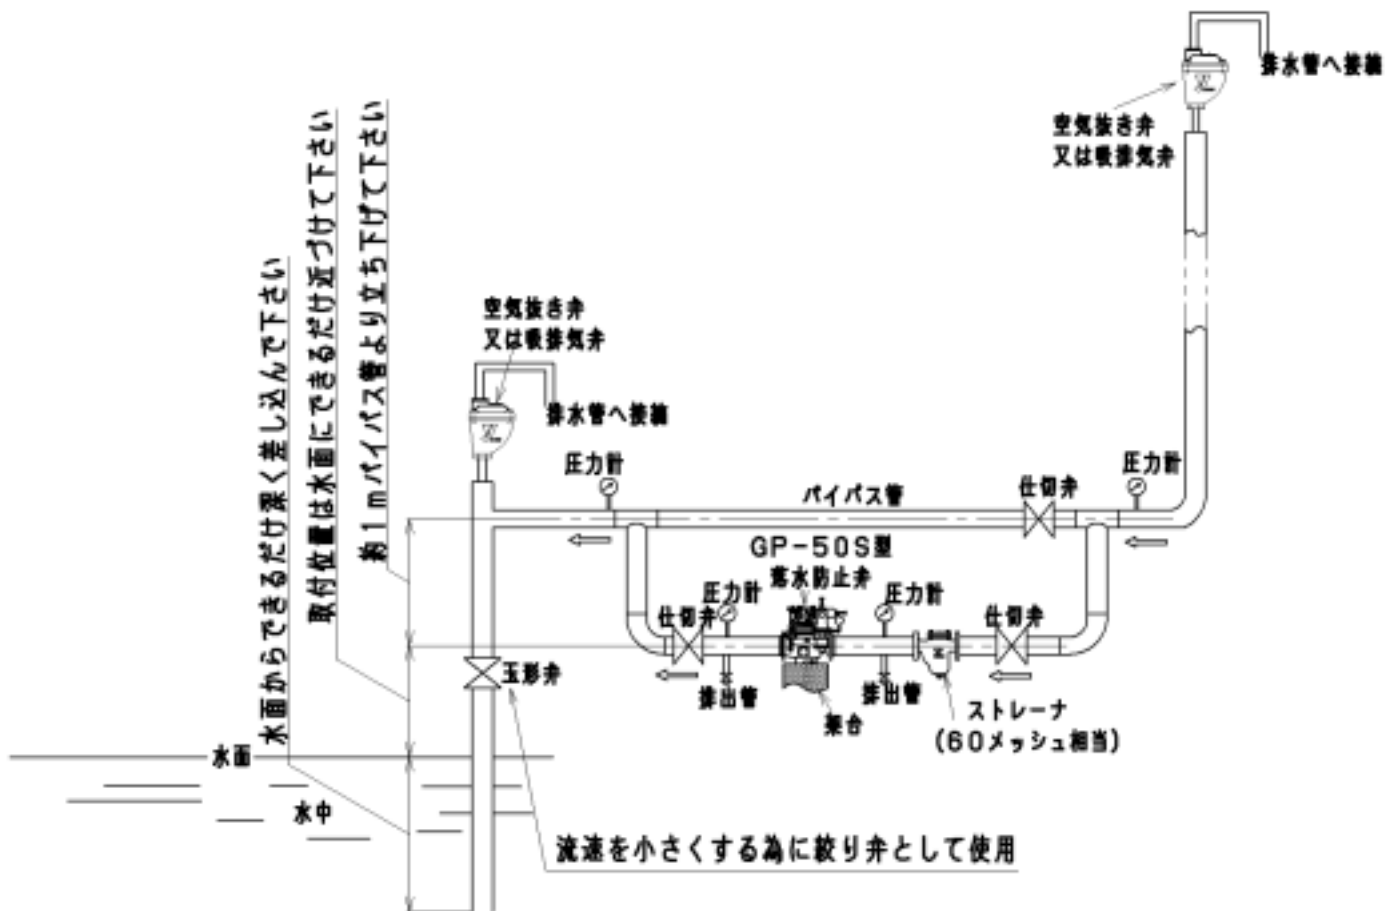 排水管へ接続
空気抜き弁
又は吸排気弁
水面からできるだけ深く差し込んで下さい
取付位置は水面にできるだけ近づけて下さい
約1mバイパス管より立ち下げて下さい
空気抜き弁
又は吸排気弁
排水管へ接続
圧力計
バイパス管
仕切弁
圧力計
GP-50S型
落水防止弁
圧力計
圧力計
仕切弁
仕切弁
玉形弁
排出管
排出管
架台
ストレーナ
(60メッシュ相当)
水面
水中
流速を小さくする為に絞り弁として使用